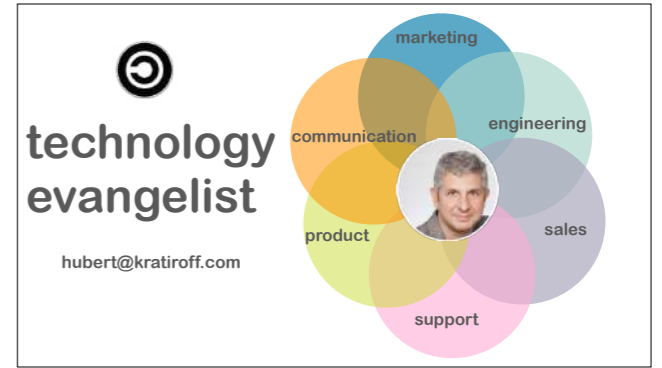 technology
evangelist
hubert@kratiroff.com
marketing
engineering
communication
product
sales
support